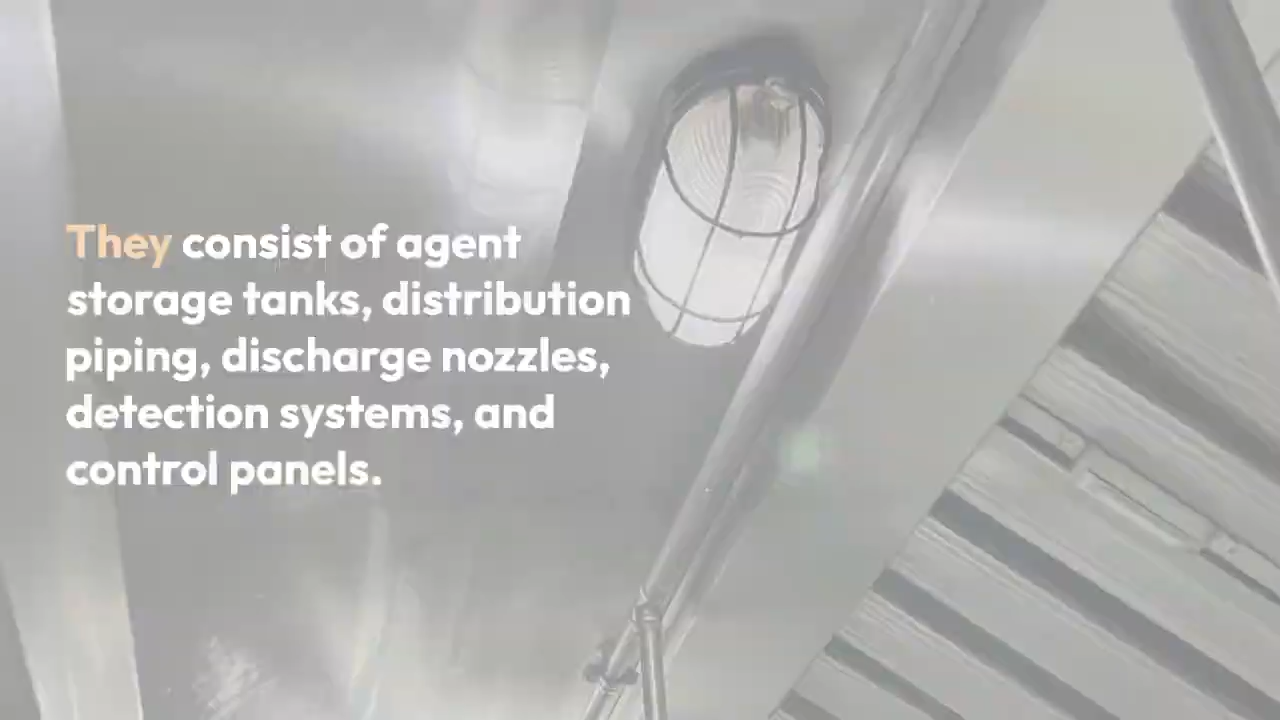 They consist of agent
storage tanks, distribution
piping, discharge nozzles,
detection systems, and
control panels.